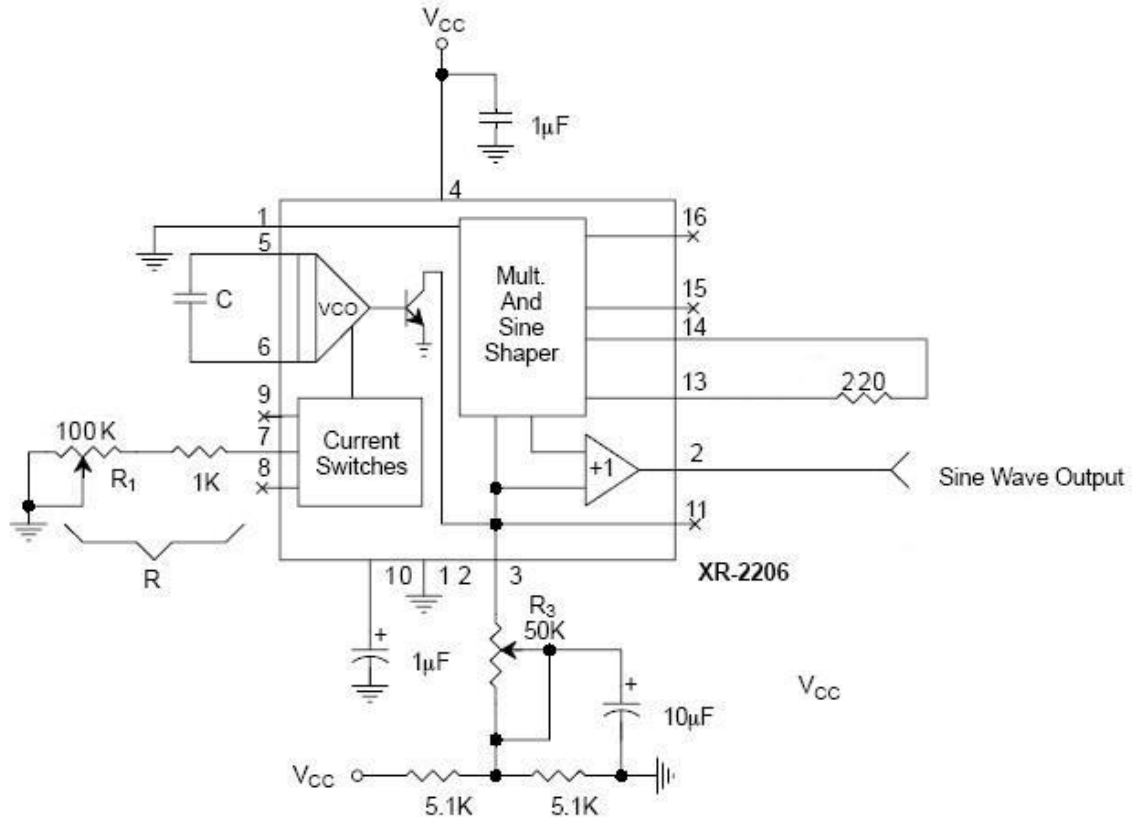 VCC
1µF
4
1
16
5
C
VCO
Mult.
And
Sine
Shaper
15
14
6
13
220
9
100K
7
R1
1K
8
Current
Switches
+1
2
Sine Wave Output
11
R
10
1 2
3
XR-2206
R3
50K
+
1µF
+
10µF
VCC
VCC
5.1K
5.1K